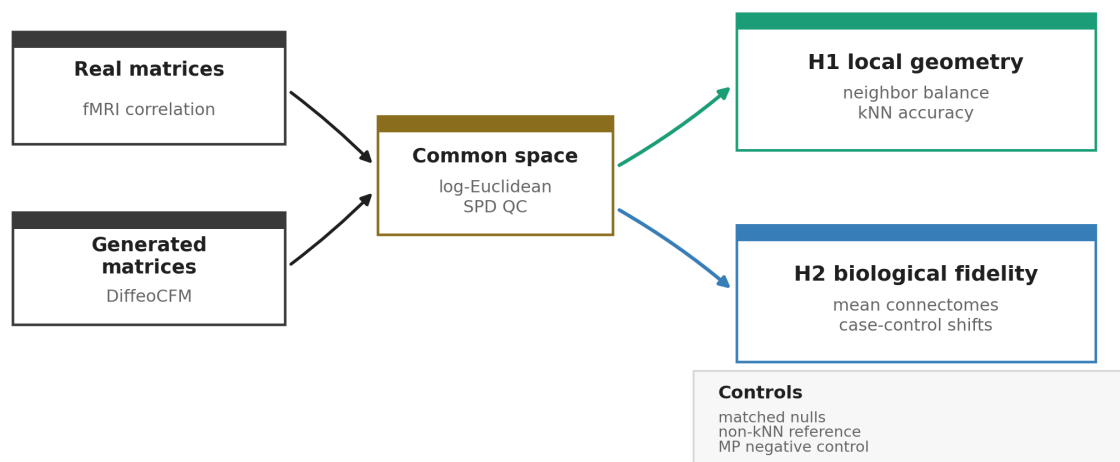 Real matrices
fMRI correlation
Generated
matrices
DiffeoCFM
Common space
log-Euclidean
SPD QC
H1 local geometry
neighbor balance
kNN accuracy
H2 biological fidelity
mean connectomes
case-control shifts
Controls
matched nulls
non-kNN reference
MP negative control